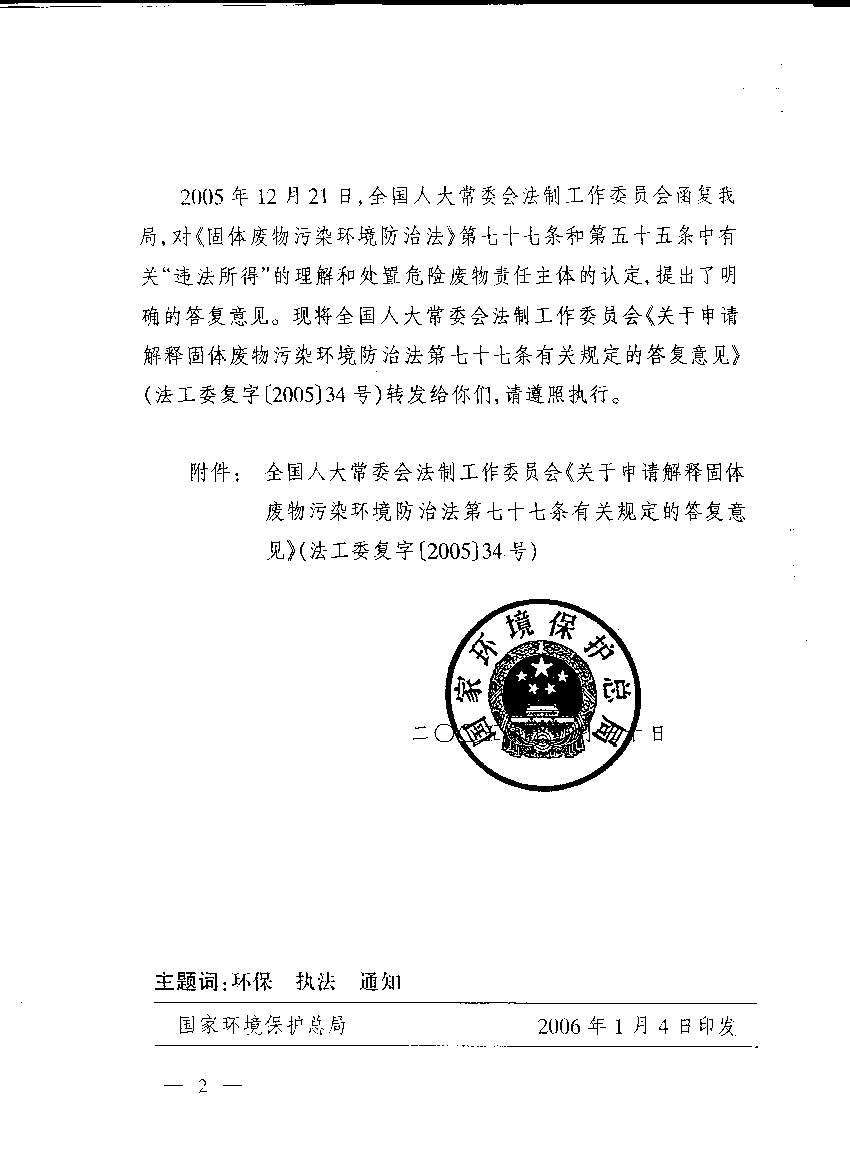 2005年12月21日,全国人大常委会法制工作委员会函复我
局,对《固体废物污染环境防治法》第七十七条和第五十五条中有
关“违法所得”的理解和处置危险废物责任主体的认定,提出了明
确的答复意见。现将全国人大常委会法制工作委员会《关于申请
解释固体废物污染环境防治法第七十七条有关规定的答复意见》
(法工委复字〔2005〕34号)转发给你们,请遵照执行。
附件: 全国人大常委会法制工作委员会《关于申请解释固体
废物污染环境防治法第七十七条有关规定的答复意
见》(法工委复字〔2005〕34号)
国家环境保护总局
二〇 十日
主题词:环保 执法 通知
国家环境保护总局 2006年1月4日印发
— 2 —